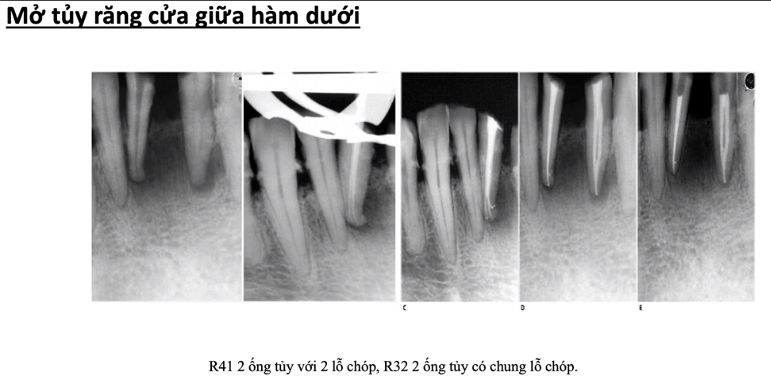 Mở tủy răng cửa giữa hàm dưới
C
D
E
R41 2 ống tủy với 2 lỗ chóp, R32 2 ống tủy có chung lỗ chóp.